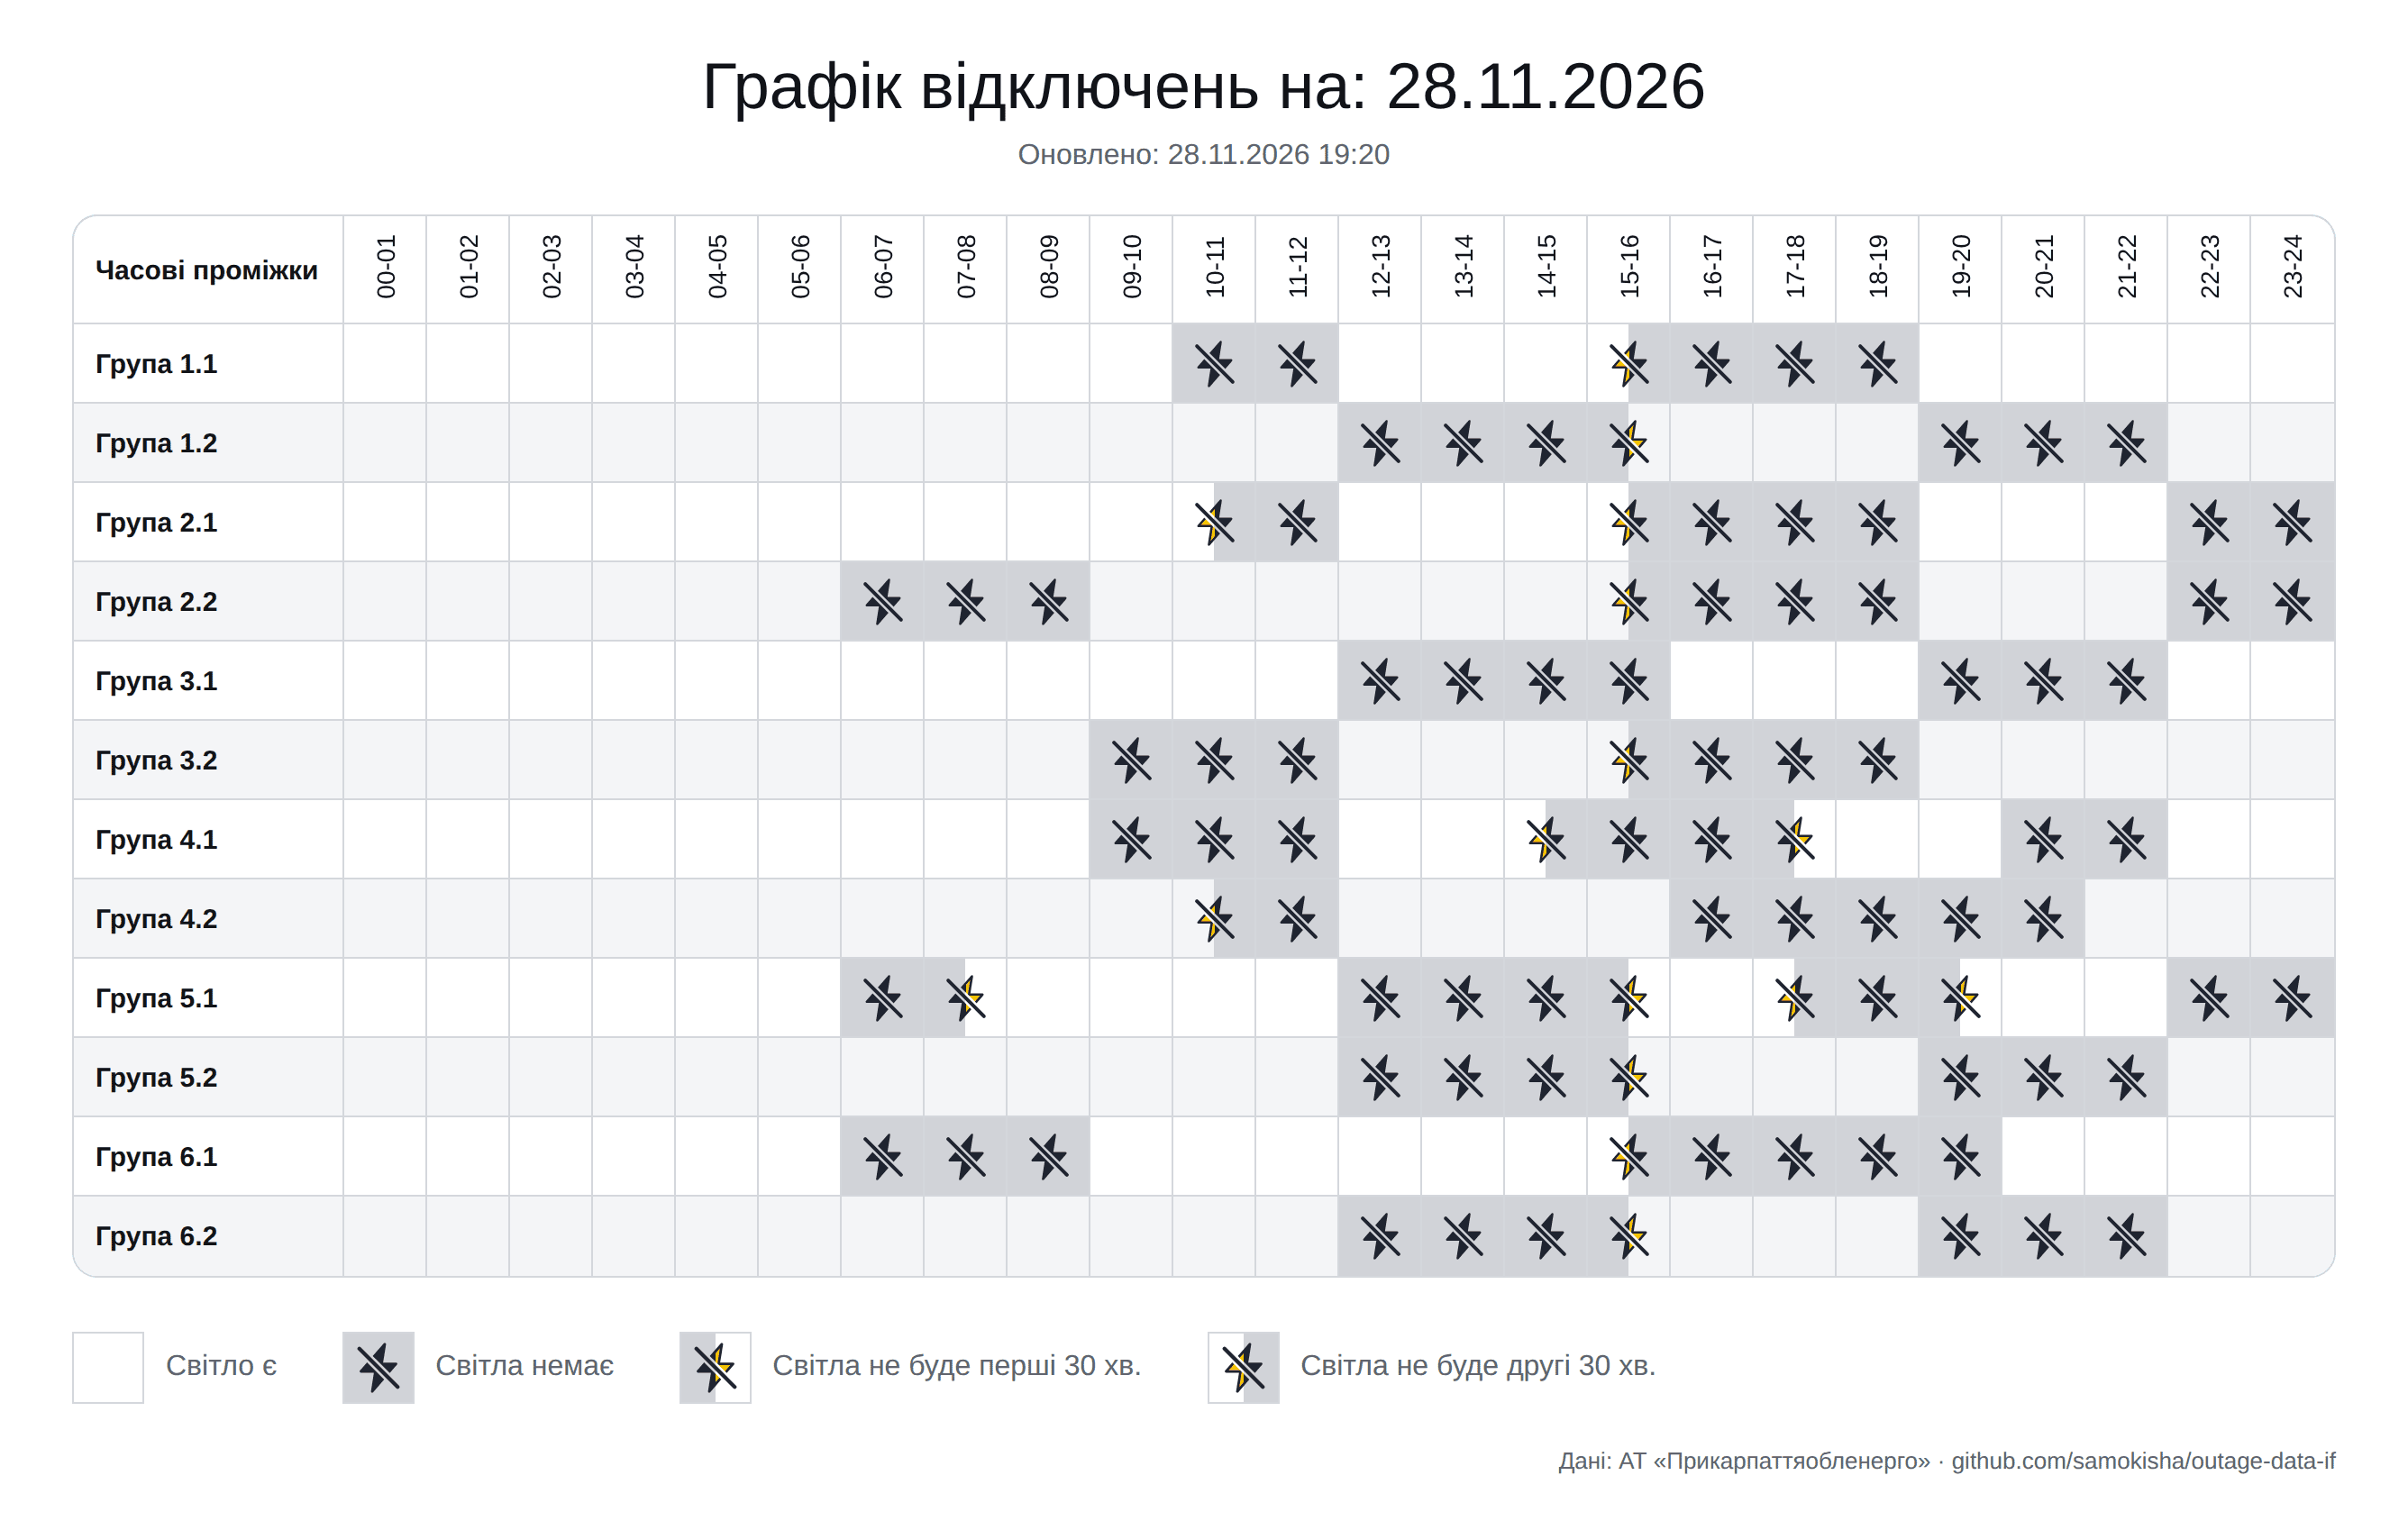 Графік відключень на: 28.11.2026
Оновлено: 28.11.2026 19:20
Часові проміжки 00-01 01-02 02-03 03-04 04-05 05-06 06-07 07-08 08-09 09-10 10-11 11-12 12-13 13-14 14-15 15-16 16-17 17-18 18-19 19-20 20-21 21-22 22-23 23-24
Група 1.1
Група 1.2
Група 2.1
Група 2.2
Група 3.1
Група 3.2
Група 4.1
Група 4.2
Група 5.1
Група 5.2
Група 6.1
Група 6.2
Світло є Світла немає Світла не буде перші 30 хв. Світла не буде другі 30 хв.
Дані: АТ «Прикарпаттяобленерго» · github.com/samokisha/outage-data-if